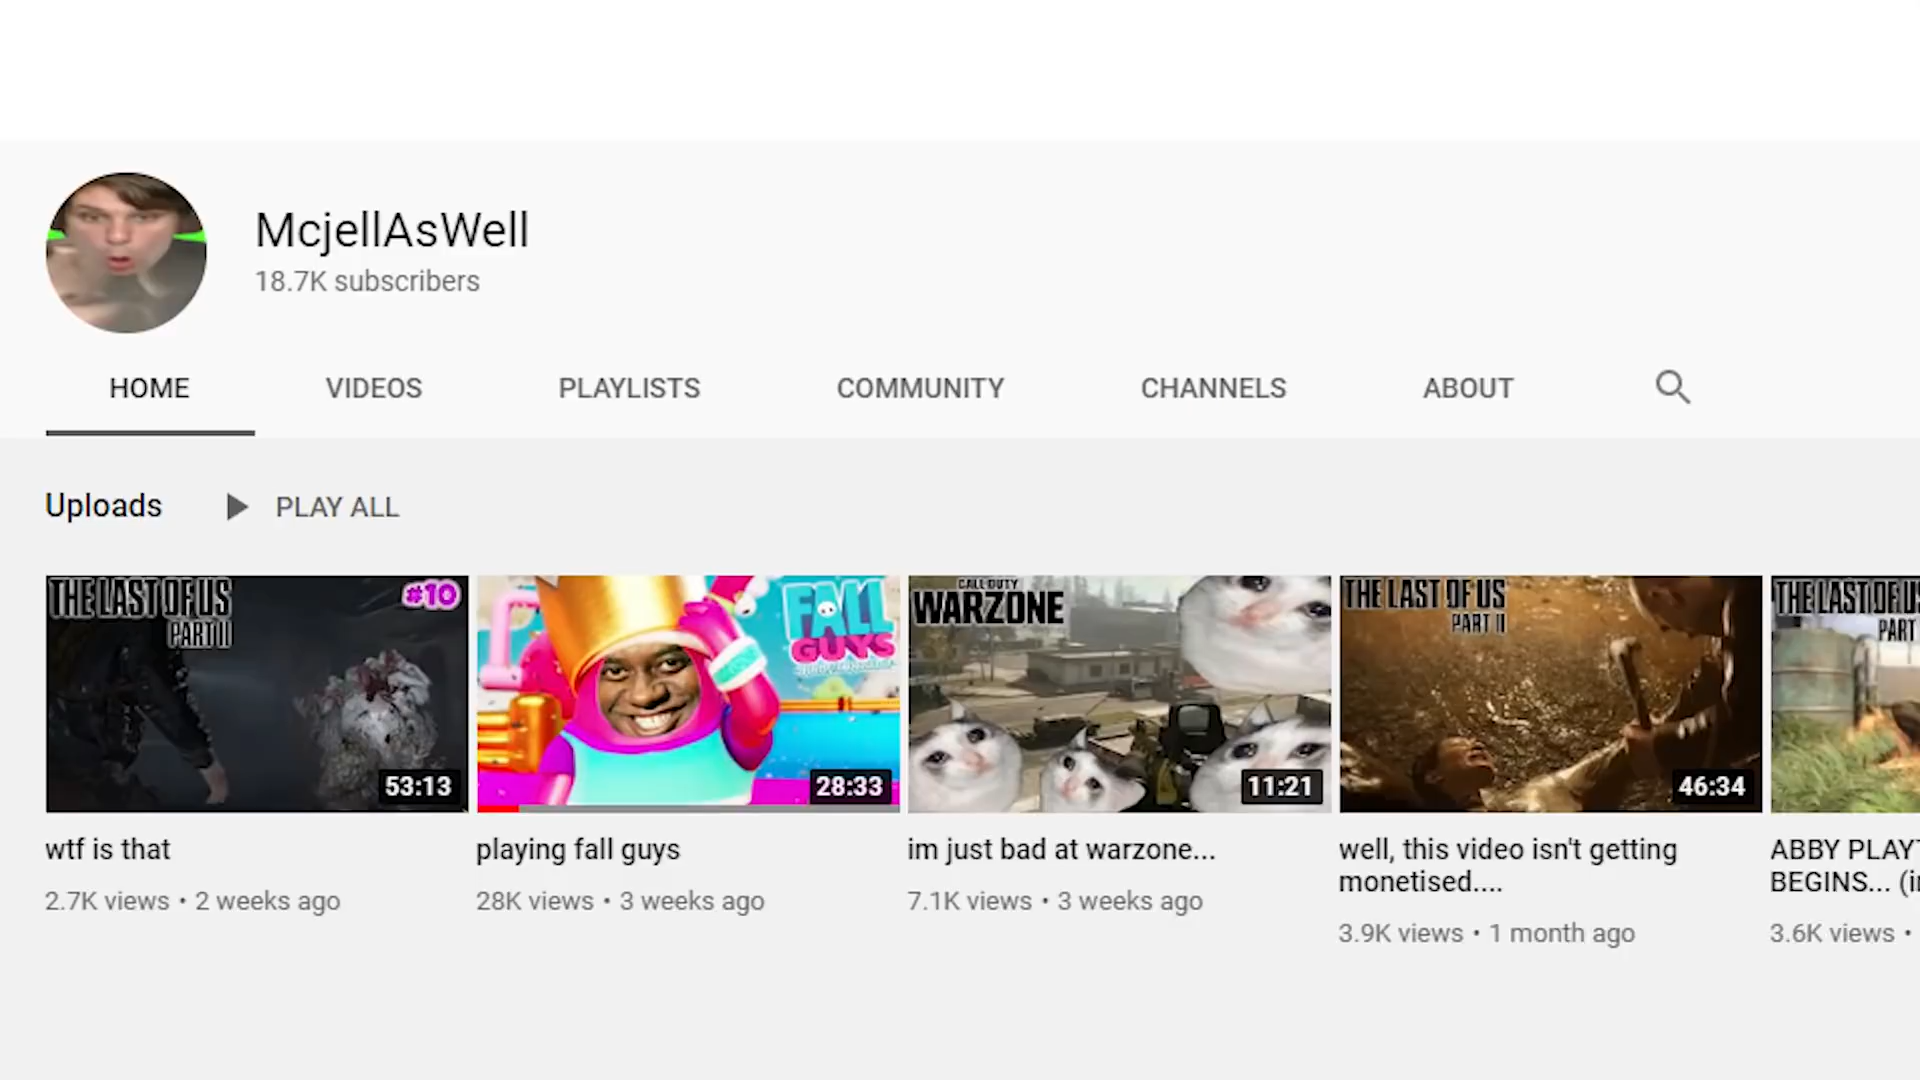 McjellAsWell
18.7K subscribers
HOME VIDEOS PLAYLISTS COMMUNITY CHANNELS ABOUT
Uploads PLAY ALL
THE LAST OF US
PART II
#10
53:13
wtf is that
2.7K views • 2 weeks ago
FALL
GUYS
28:33
playing fall guys
28K views • 3 weeks ago
CALL OF DUTY
WARZONE
11:21
im just bad at warzone...
7.1K views • 3 weeks ago
THE LAST OF US
PART II
46:34
well, this video isn't getting
monetised....
3.9K views • 1 month ago
THE LAST OF U
PART
ABBY PLAY
BEGINS... (i
3.6K views •